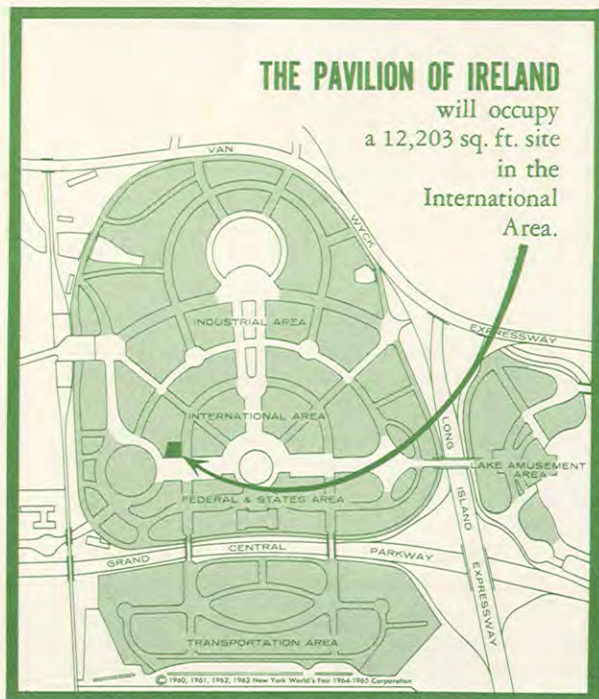 THE PAVILION OF IRELAND
will occupy
a 12,203 sq. ft. site
in the
International
Area.
VAN
WYCK
EXPRESSWAY
INDUSTRIAL AREA
INTERNATIONAL AREA
LONG
ISLAND
EXPRESSWAY
LAKE AMUSEMENT
AREA
FEDERAL & STATES AREA
GRAND
CENTRAL
PARKWAY
TRANSPORTATION AREA
© 1960, 1961, 1962, 1963 New York World's Fair 1964-1965 Corporation